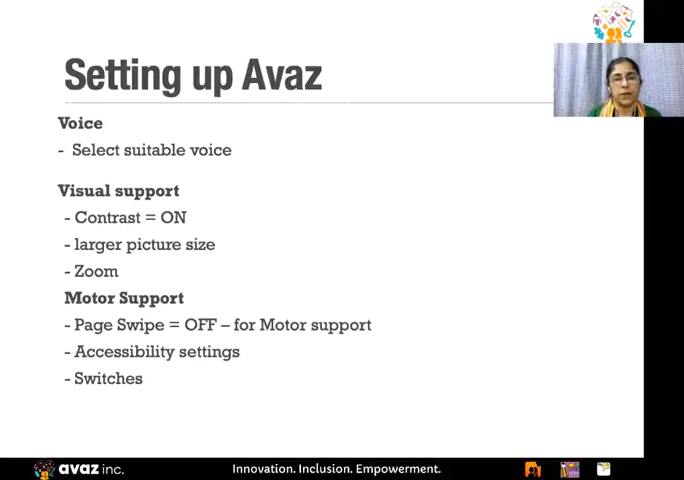 Setting up Avaz
Voice
- Select suitable voice
Visual support
- Contrast = ON
- larger picture size
- Zoom
Motor Support
- Page Swipe = OFF – for Motor support
- Accessibility settings
- Switches
avaz inc.
Innovation. Inclusion. Empowerment.